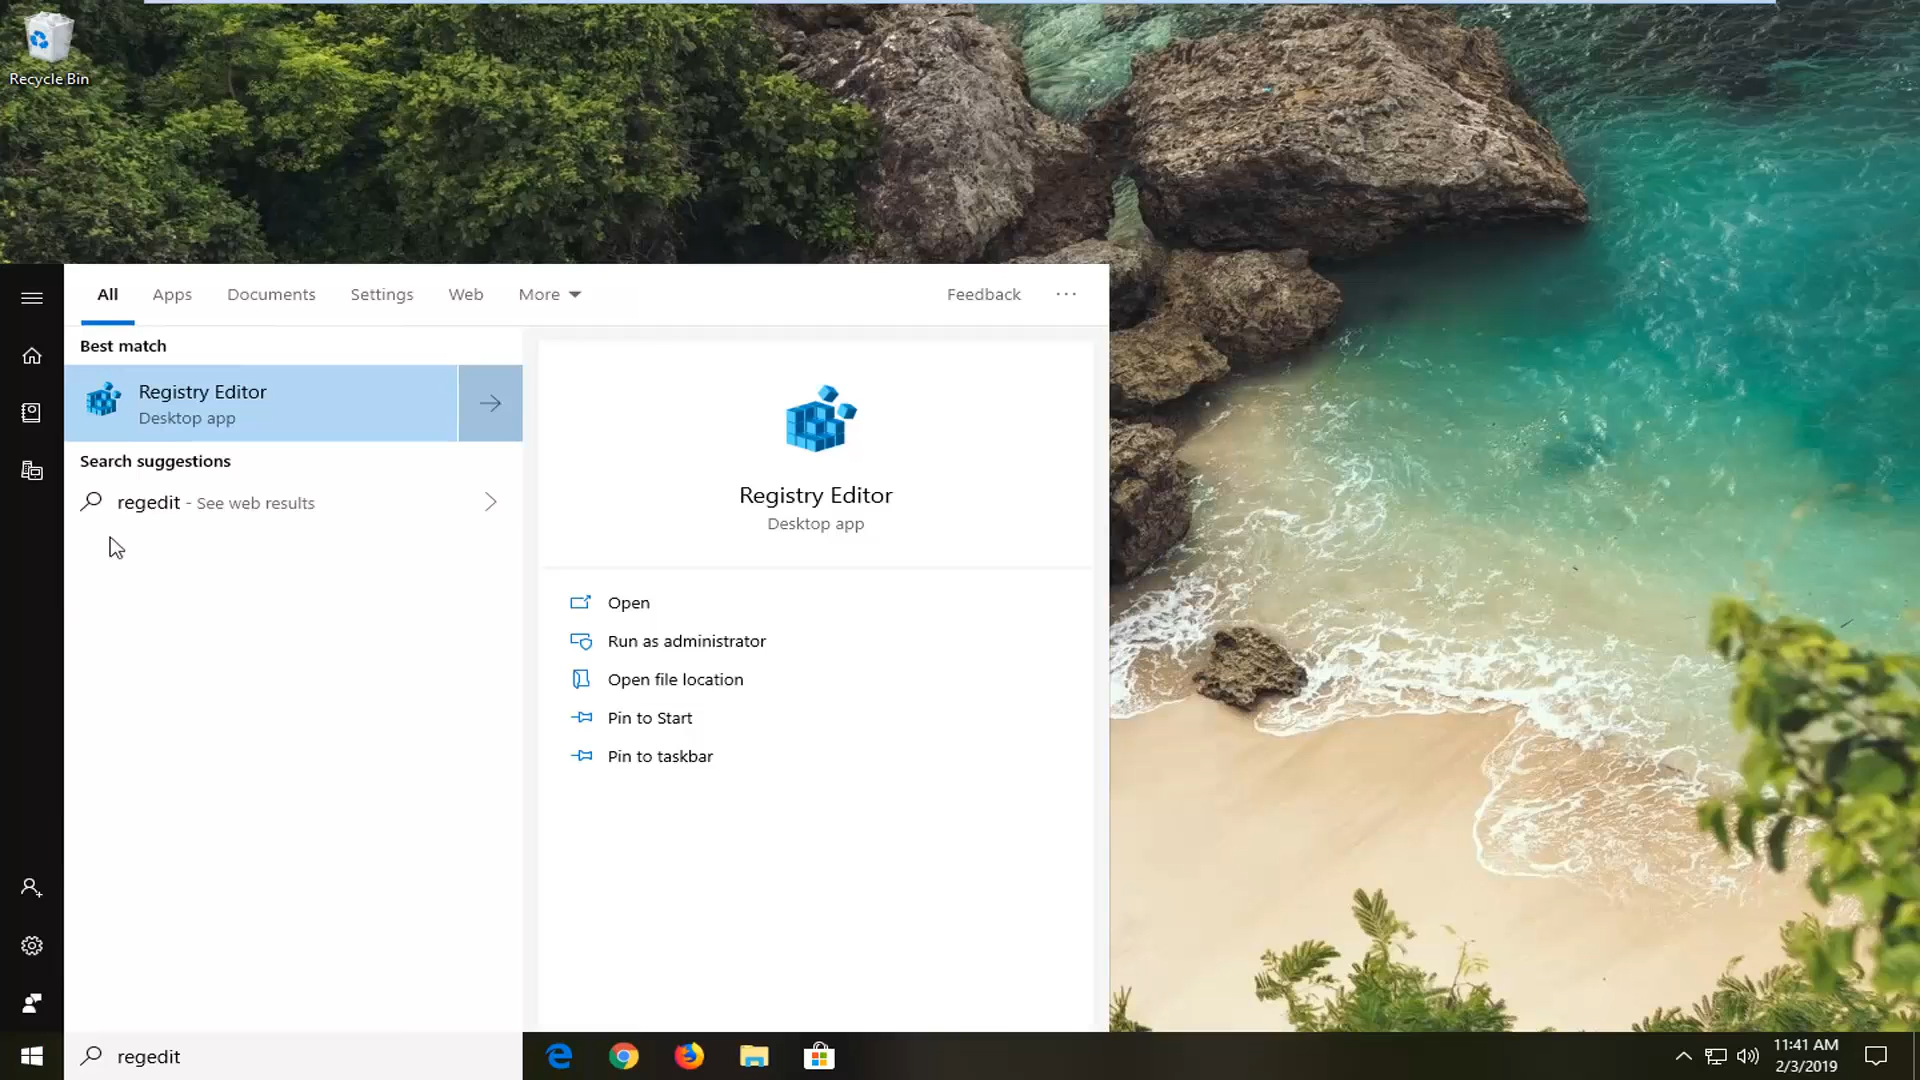 Recycle Bin
All Apps Documents Settings Web More Feedback ...
Best match
Registry Editor
Desktop app
Search suggestions
regedit - See web results
Registry Editor
Desktop app
Open
Run as administrator
Open file location
Pin to Start
Pin to taskbar
regedit
11:41 AM
2/3/2019